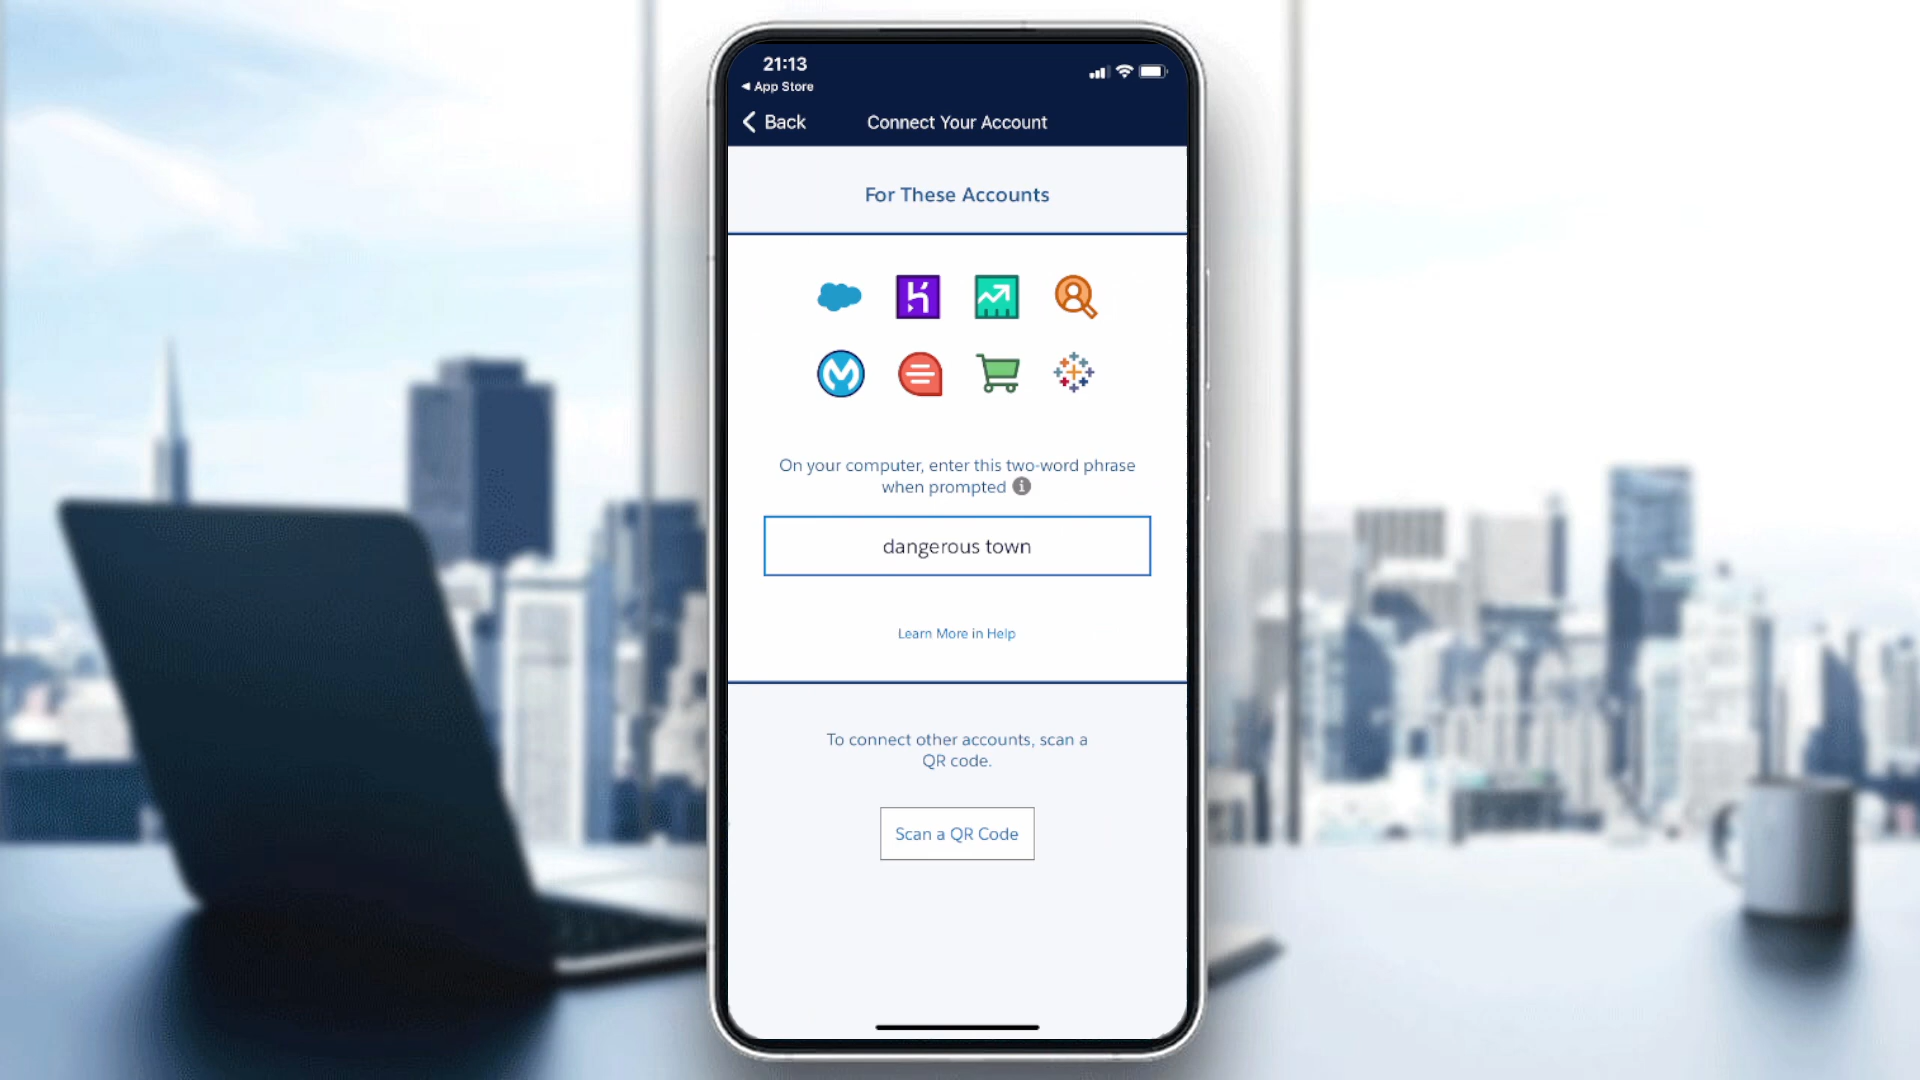 21:13
◄ App Store
Back
Connect Your Account
For These Accounts
On your computer, enter this two-word phrase
when prompted
dangerous town
Learn More in Help
To connect other accounts, scan a
QR code.
Scan a QR Code